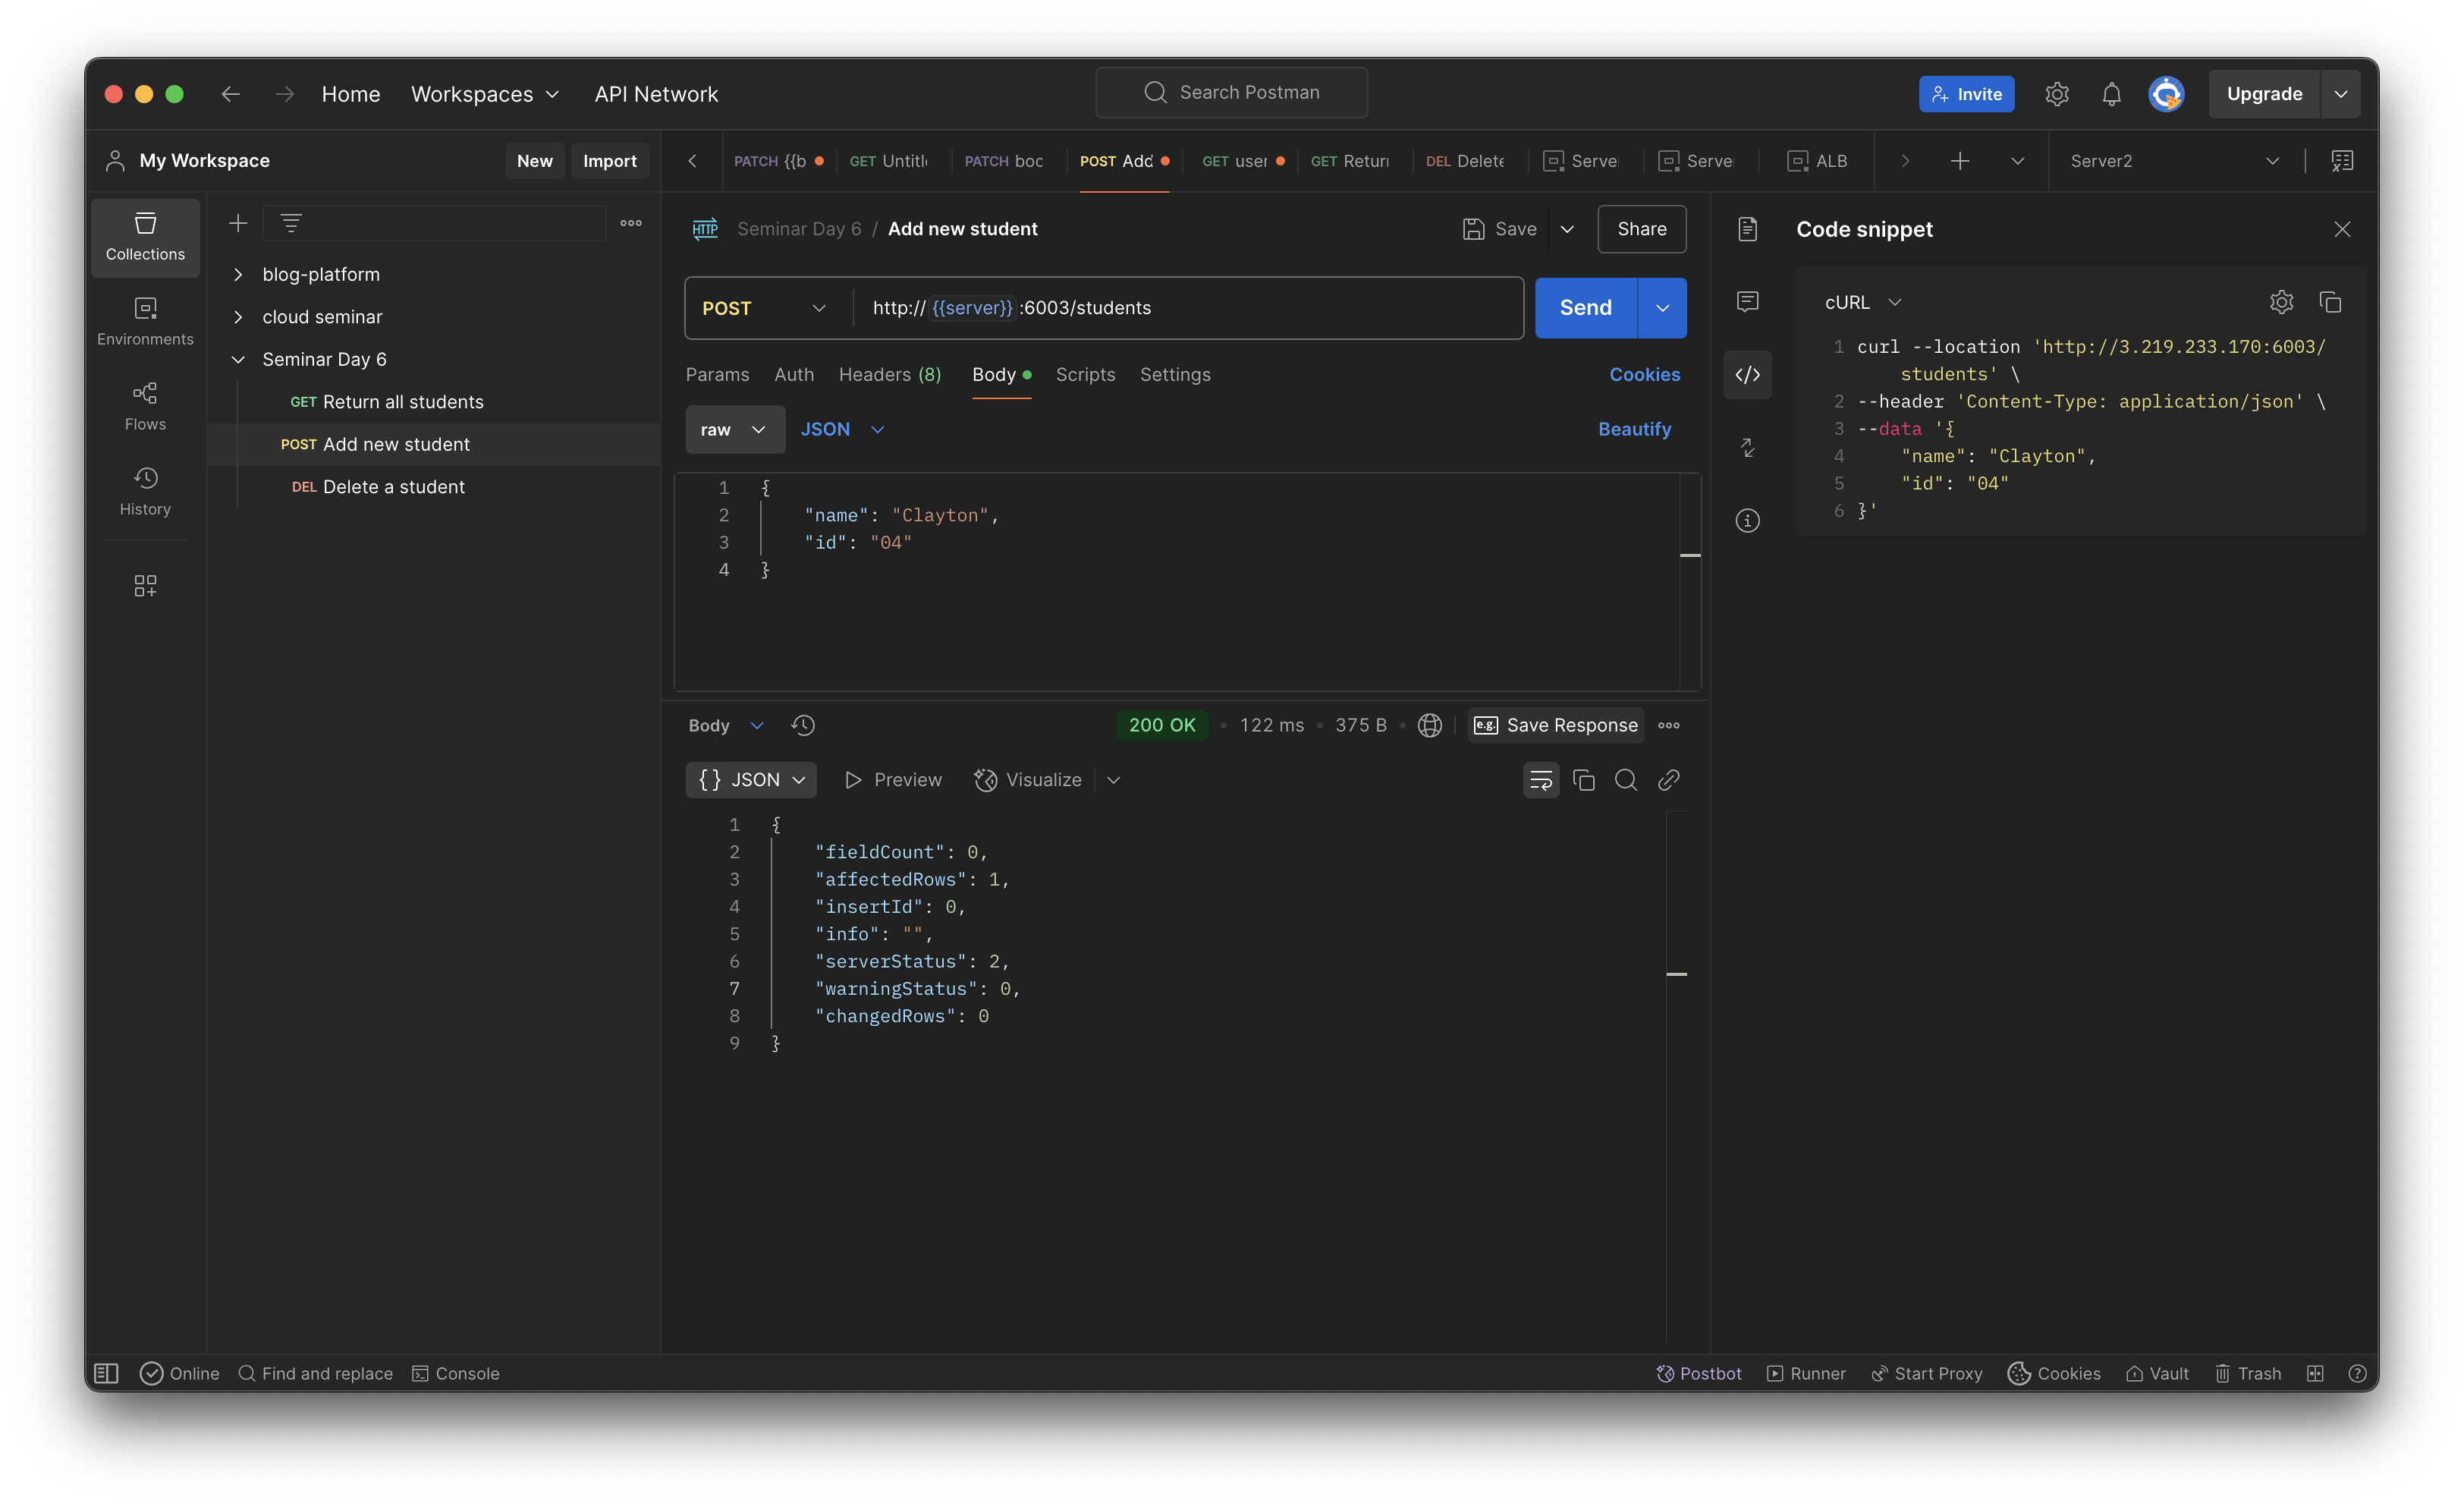 Home Workspaces API Network Search Postman Invite Upgrade
My Workspace New Import
PATCH {{b GET Untitl PATCH boc POST Add GET user GET Retur DEL Delete Serve Serve ALB Server2
Collections
Environments
Flows
History
blog-platform
cloud seminar
Seminar Day 6
GET Return all students
POST Add new student
DEL Delete a student
HTTP Seminar Day 6 / Add new student Save Share
POST http://{{server}}:6003/students Send
Params Auth Headers (8) Body Scripts Settings Cookies
raw JSON Beautify
1 {
2 "name": "Clayton",
3 "id": "04"
4 }
Body 200 OK 122 ms 375 B e.g. Save Response
{} JSON Preview Visualize
1 {
2 "fieldCount": 0,
3 "affectedRows": 1,
4 "insertId": 0,
5 "info": "",
6 "serverStatus": 2,
7 "warningStatus": 0,
8 "changedRows": 0
9 }
Code snippet
cURL
1 curl --location 'http://3.219.233.170:6003/
students' \
2 --header 'Content-Type: application/json' \
3 --data '{
4 "name": "Clayton",
5 "id": "04"
6 }'
Online Find and replace Console Postbot Runner Start Proxy Cookies Vault Trash